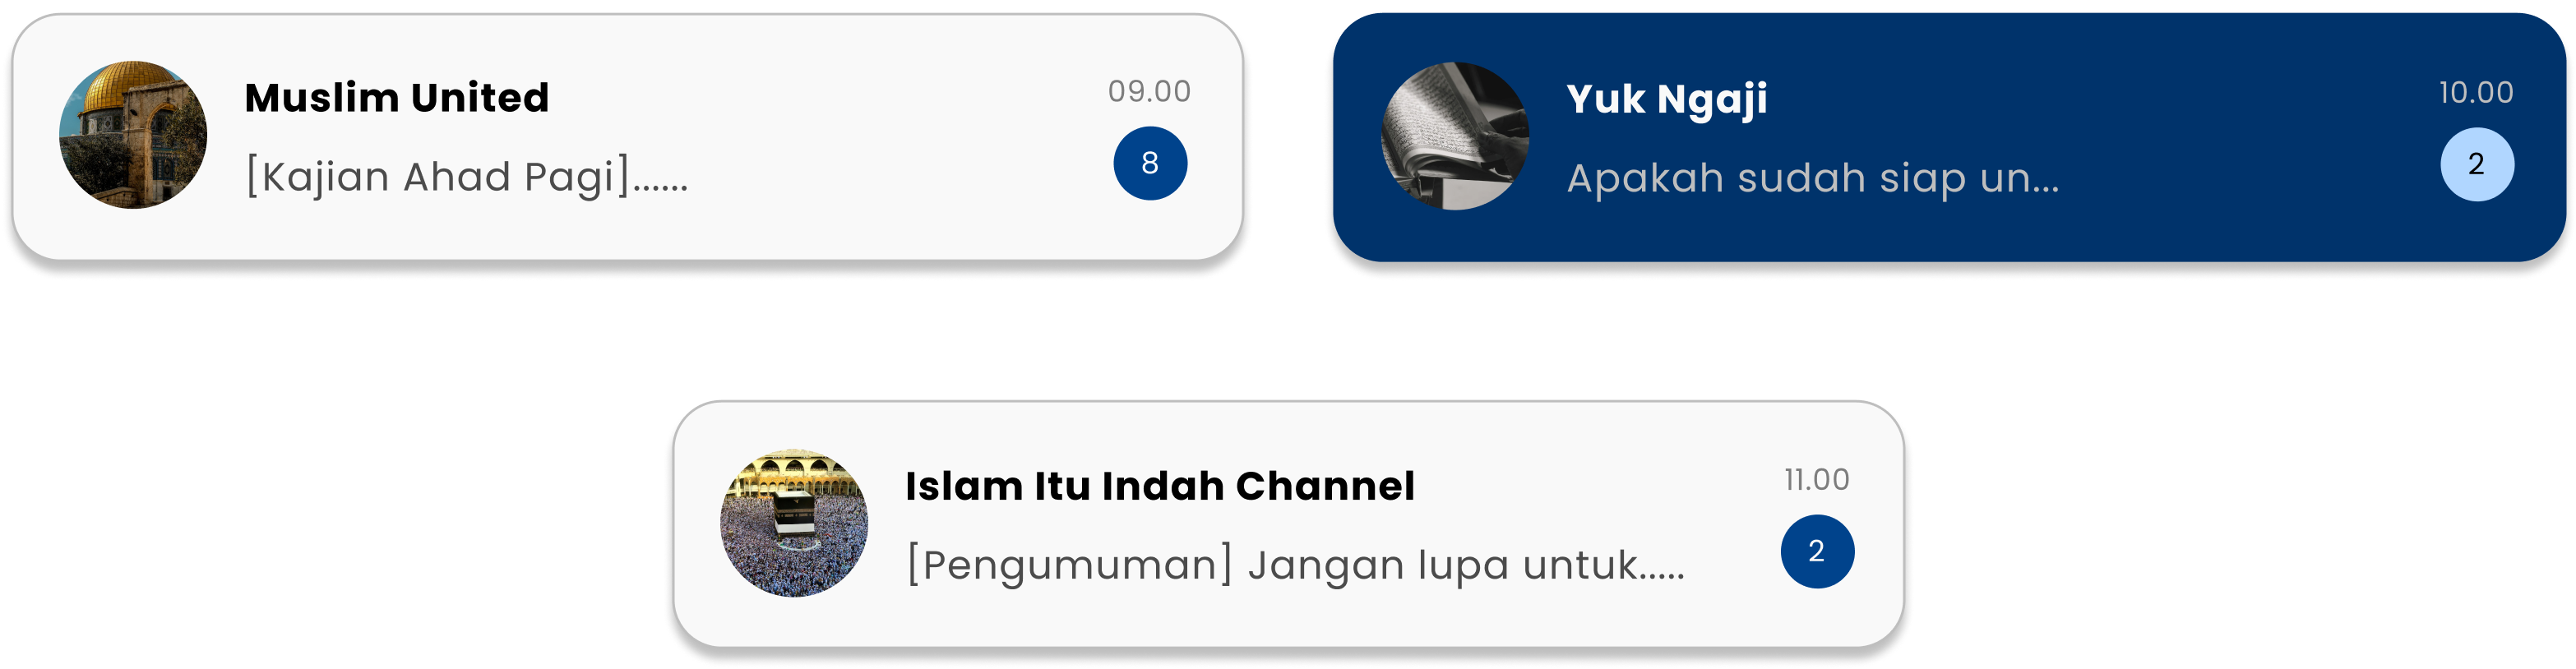 Muslim United
09.00
[Kajian Ahad Pagi]......
8
Yuk Ngaji
10.00
Apakah sudah siap un...
2
Islam Itu Indah Channel
11.00
[Pengumuman] Jangan lupa untuk.....
2